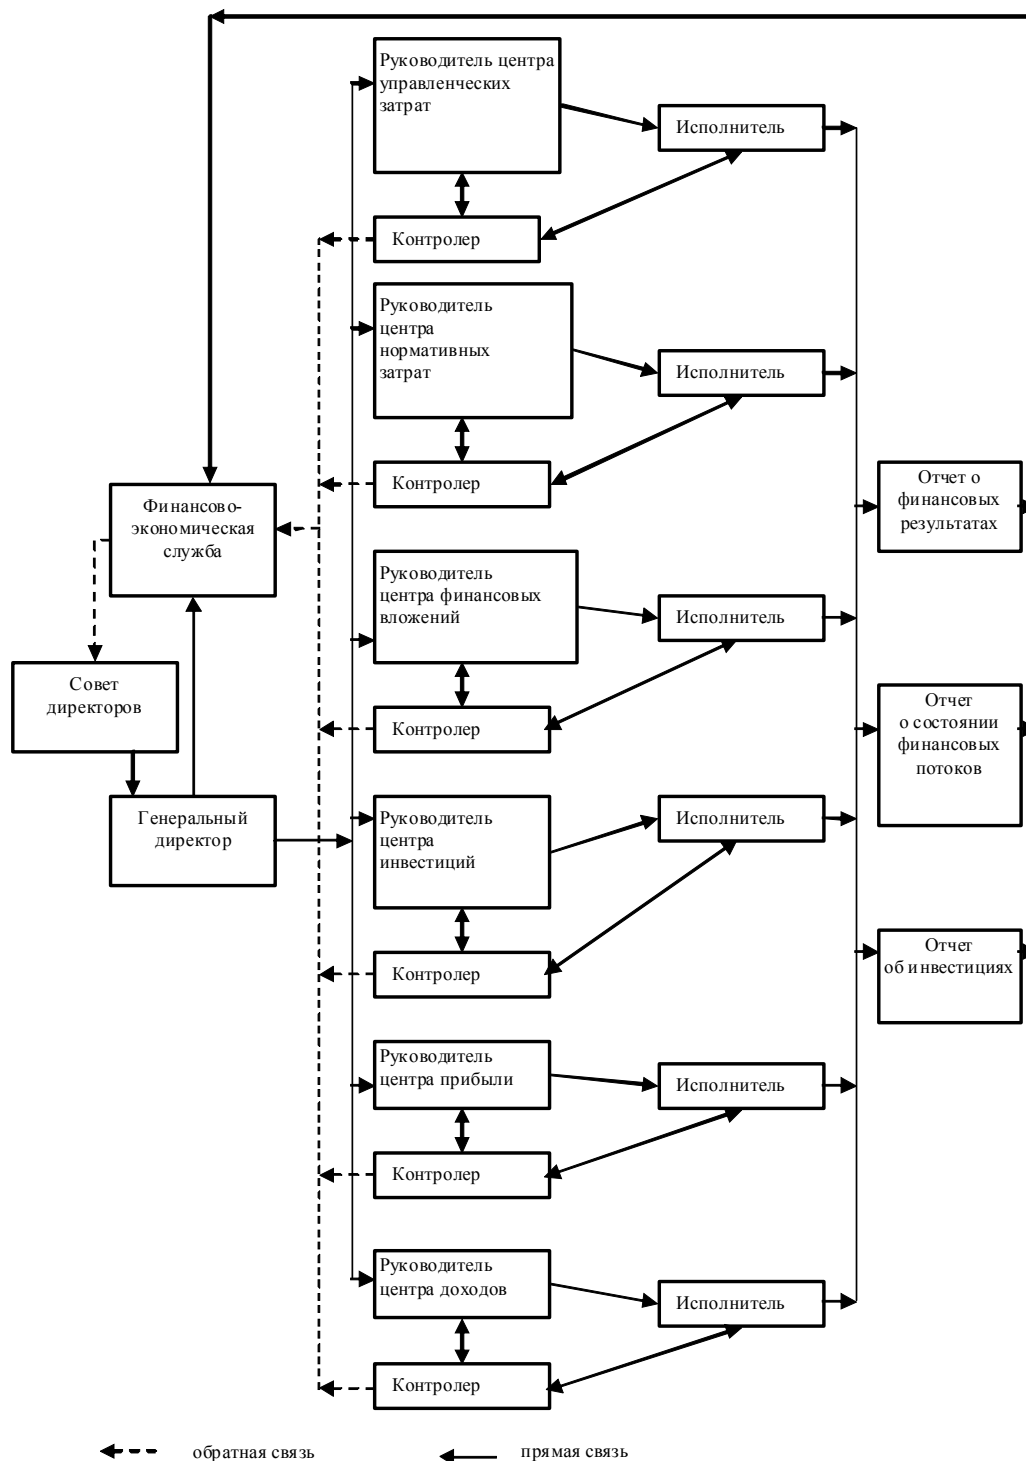 Руководитель центра
управленческих
затрат
Исполнитель
Контролер
Руководитель
центра
нормативных
затрат
Исполнитель
Контролер
Отчет о
финансовых
результатах
Финансово-
экономическая
служба
Руководитель
центра финансовых
вложений
Исполнитель
Контролер
Совет
директоров
Отчет
о состоянии
финансовых
потоков
Генеральный
директор
Руководитель
центра
инвестиций
Исполнитель
Контролер
Отчет
об инвестициях
Руководитель
центра прибыли
Исполнитель
Контролер
Руководитель
центра доходов
Исполнитель
Контролер
обратная связь
прямая связь